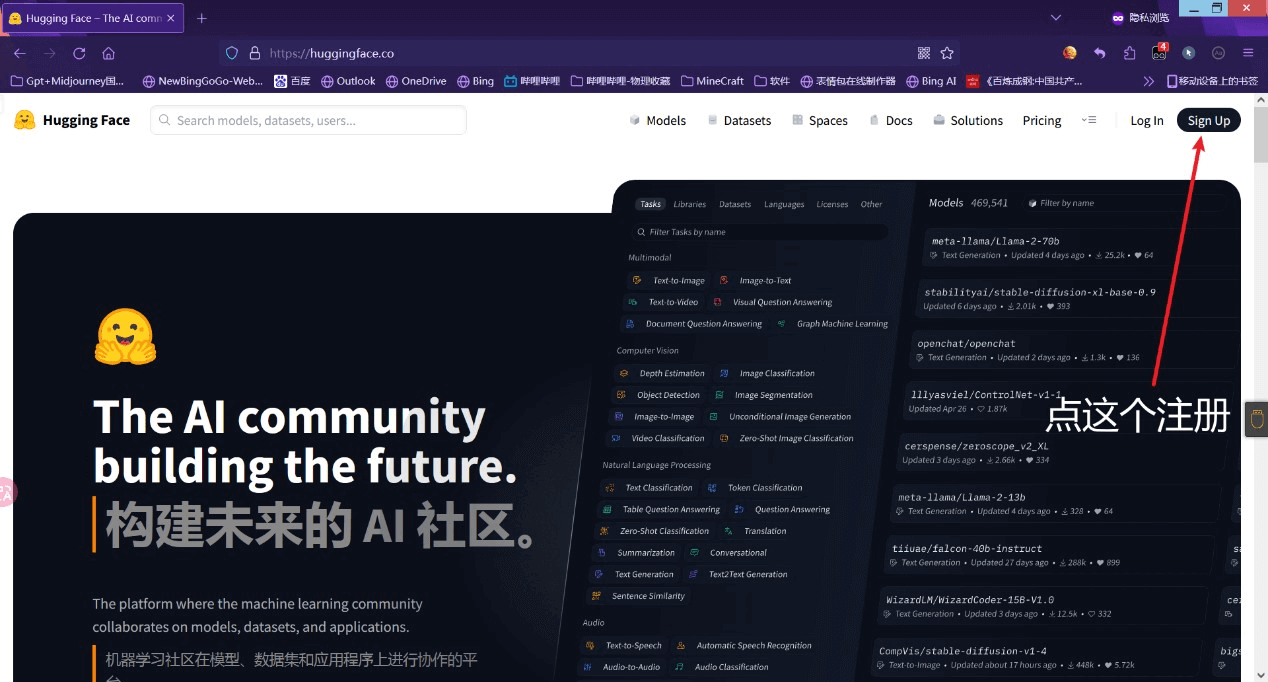 Hugging Face – The AI comm
隐私浏览
https://huggingface.co
4
Gpt+Midjourney国... NewBingGoGo-Web... 百度 Outlook OneDrive Bing 哔哩哔哩 哔哩哔哩-物理收藏 MineCraft 软件 表情包在线制作器 Bing AI 《百炼成钢:中国共产... 移动设备上的书签
Hugging Face Search models, datasets, users... Models Datasets Spaces Docs Solutions Pricing Log In Sign Up
The AI community
building the future.
构建未来的 AI 社区。
The platform where the machine learning community
collaborates on models, datasets, and applications.
机器学习社区在模型、数据集和应用程序上进行协作的平
Tasks Libraries Datasets Languages Licenses Other
Filter Tasks by name
Multimodal
Text-to-Image Image-to-Text
Text-to-Video Visual Question Answering
Document Question Answering Graph Machine Learning
Computer Vision
Depth Estimation Image Classification
Object Detection Image Segmentation
Image-to-Image Unconditional Image Generation
Video Classification Zero-Shot Image Classification
Natural Language Processing
Text Classification Token Classification
Table Question Answering Question Answering
Zero-Shot Classification Translation
Summarization Conversational
Text Generation Text2Text Generation
Sentence Similarity
Audio
Text-to-Speech Automatic Speech Recognition
Audio-to-Audio Audio Classification
Models 469,541 Filter by name
meta-llama/Llama-2-70b
Text Generation • Updated 4 days ago • 25.2k • 64
stabilityai/stable-diffusion-xl-base-0.9
Updated 6 days ago • 2.01k • 393
openchat/openchat
Text Generation • Updated 2 days ago • 1.3k • 136
lllyasviel/ControlNet-v1-1
Updated Apr 26 • 1.87k
点这个注册
cerspense/zeroscope_v2_XL
Updated 3 days ago • 2.66k • 334
meta-llama/Llama-2-13b
Text Generation • Updated 4 days ago • 328 • 64
tiiuae/falcon-40b-instruct
Text Generation • Updated 27 days ago • 288k • 899
WizardLM/WizardCoder-15B-V1.0
Text Generation • Updated 3 days ago • 12.5k • 332
CompVis/stable-diffusion-v1-4
Text-to-Image • Updated about 17 hours ago • 448k • 5.72k